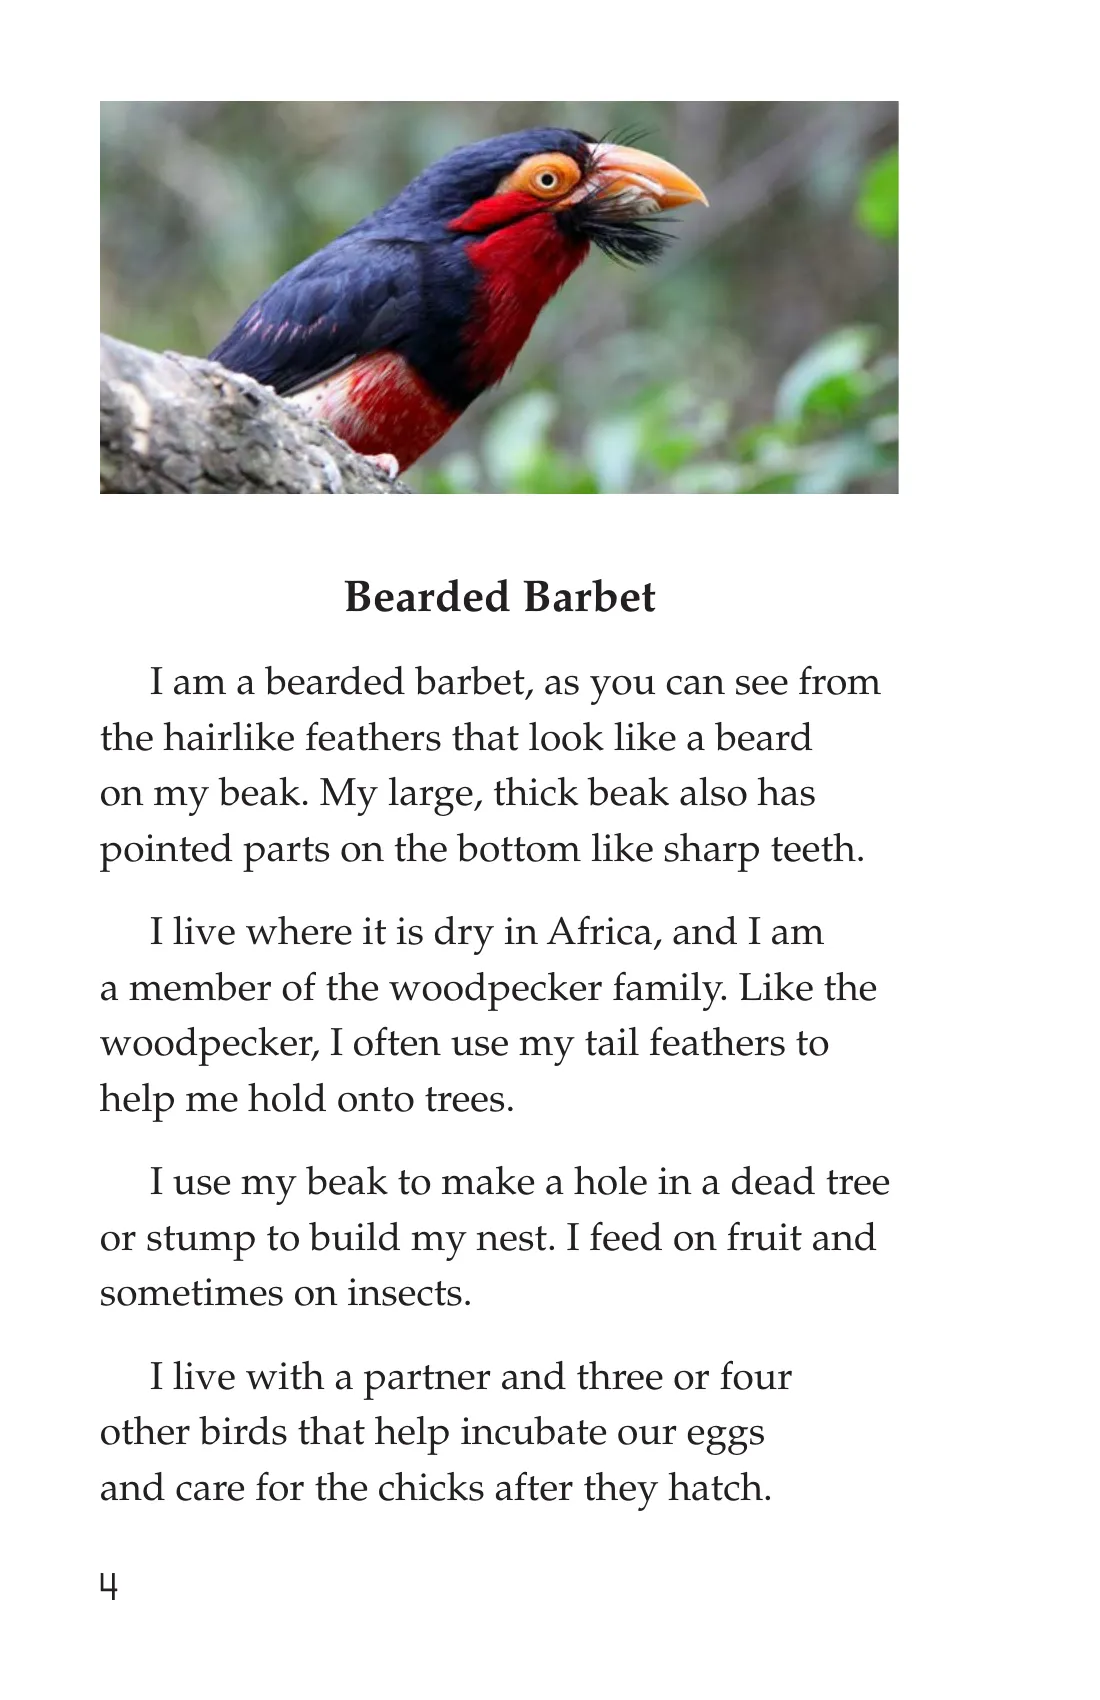 Bearded Barbet
I am a bearded barbet, as you can see from
the hairlike feathers that look like a beard
on my beak. My large, thick beak also has
pointed parts on the bottom like sharp teeth.
I live where it is dry in Africa, and I am
a member of the woodpecker family. Like the
woodpecker, I often use my tail feathers to
help me hold onto trees.
I use my beak to make a hole in a dead tree
or stump to build my nest. I feed on fruit and
sometimes on insects.
I live with a partner and three or four
other birds that help incubate our eggs
and care for the chicks after they hatch.
4